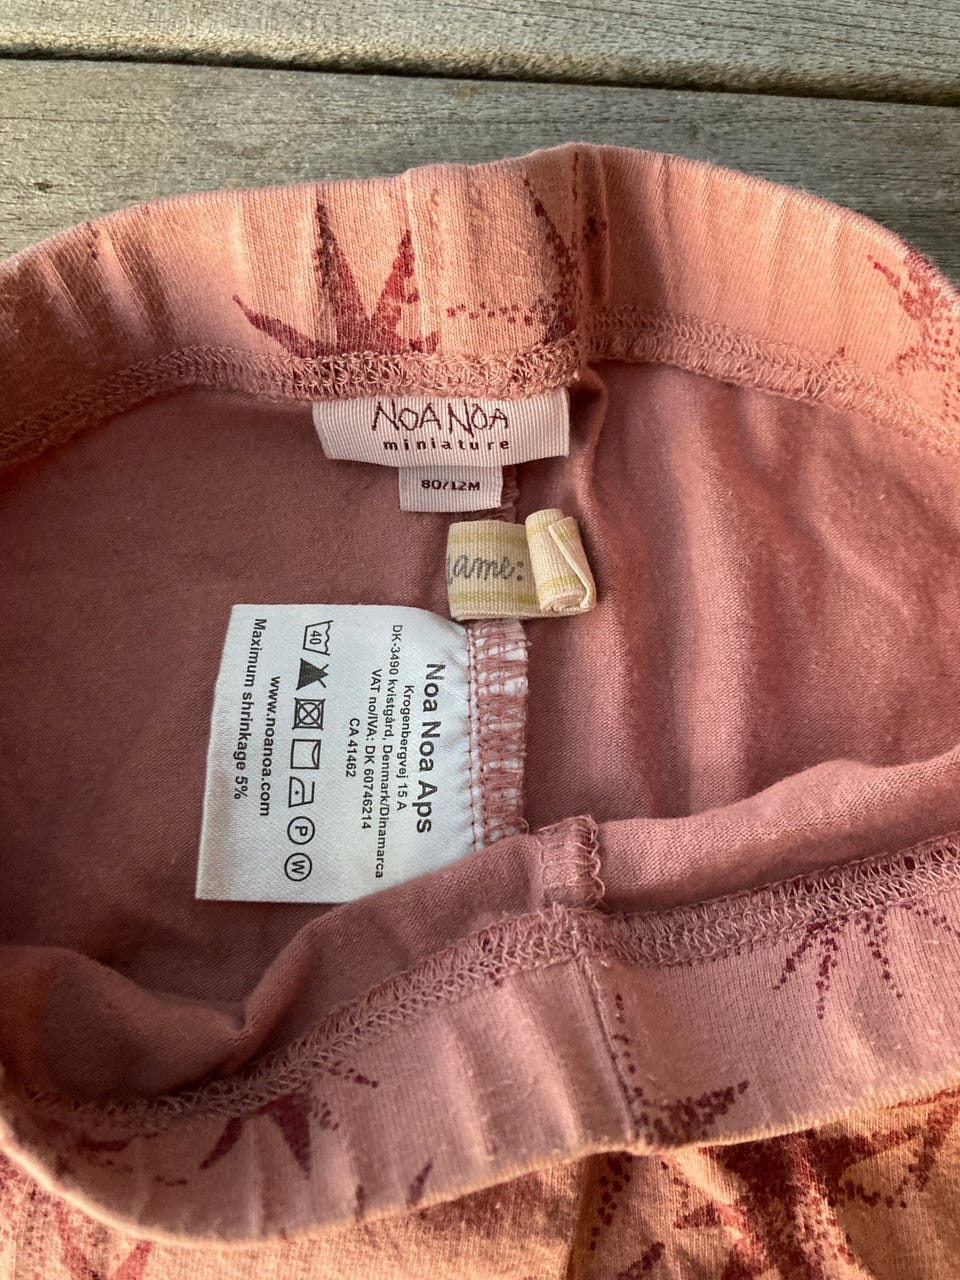 NOA NOA
miniature
80/12M
ame:
Noa Noa Aps
Krogenbergvej 15 A
DK-3490 kvistgård, Denmark/Dinamarca
VAT no/IVA: DK 60746214
CA 41462
40
P
W
www.noanoa.com
Maximum shrinkage 5%